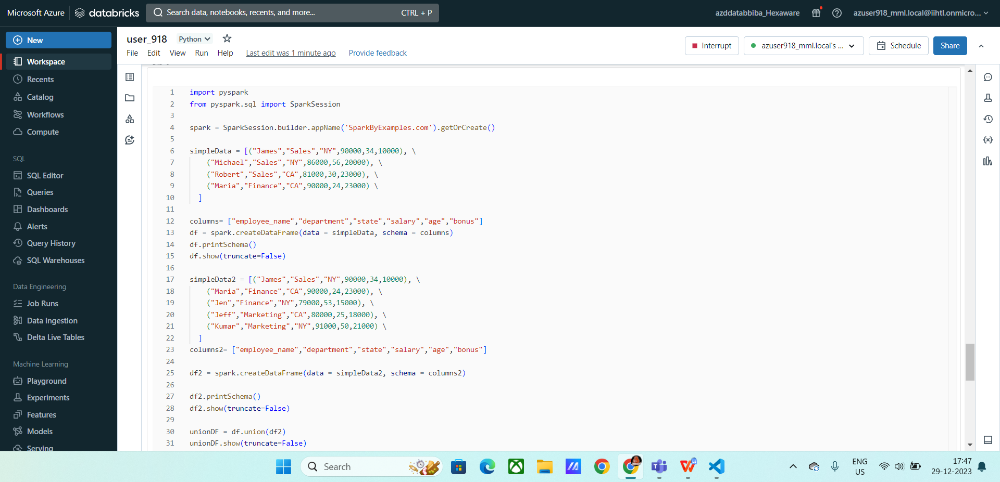 Microsoft Azure databricks Search data, notebooks, recents, and more... CTRL + P azddatabbiba_Hexaware azuser918_mml.local@iihtl.onmicro...
New
Workspace
Recents
Catalog
Workflows
Compute
SQL
SQL Editor
Queries
Dashboards
Alerts
Query History
SQL Warehouses
Data Engineering
Job Runs
Data Ingestion
Delta Live Tables
Machine Learning
Playground
Experiments
Features
Models
Serving
user_918 Python
File Edit View Run Help Last edit was 1 minute ago Provide feedback
Interrupt azuser918_mml.local's ... Schedule Share
1 import pyspark
2 from pyspark.sql import SparkSession
3
4 spark = SparkSession.builder.appName('SparkByExamples.com').getOrCreate()
5
6 simpleData = [("James","Sales","NY",90000,34,10000), \
7 ("Michael","Sales","NY",86000,56,20000), \
8 ("Robert","Sales","CA",81000,30,23000), \
9 ("Maria","Finance","CA",90000,24,23000) \
10 ]
11
12 columns= ["employee_name","department","state","salary","age","bonus"]
13 df = spark.createDataFrame(data = simpleData, schema = columns)
14 df.printSchema()
15 df.show(truncate=False)
16
17 simpleData2 = [("James","Sales","NY",90000,34,10000), \
18 ("Maria","Finance","CA",90000,24,23000), \
19 ("Jen","Finance","NY",79000,53,15000), \
20 ("Jeff","Marketing","CA",80000,25,18000), \
21 ("Kumar","Marketing","NY",91000,50,21000) \
22 ]
23 columns2= ["employee_name","department","state","salary","age","bonus"]
24
25 df2 = spark.createDataFrame(data = simpleData2, schema = columns2)
26
27 df2.printSchema()
28 df2.show(truncate=False)
29
30 unionDF = df.union(df2)
31 unionDF.show(truncate=False)
Search
ENG
US
17:47
29-12-2023